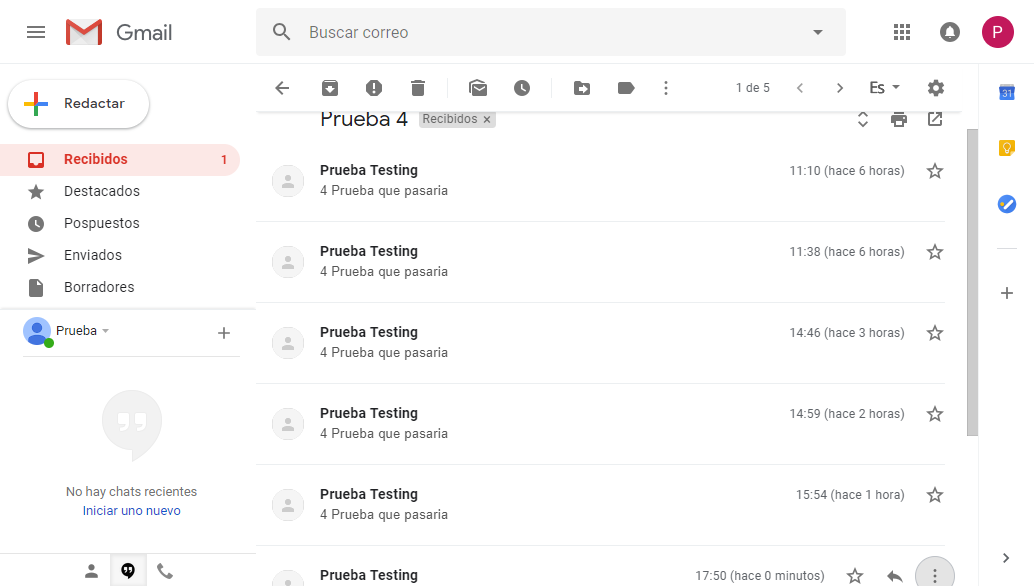 Gmail
Buscar correo
P
Redactar
1 de 5
Es
31
Recibidos 1
Destacados
Pospuestos
Enviados
Borradores
Prueba
No hay chats recientes
Iniciar uno nuevo
Prueba 4 Recibidos ×
Prueba Testing 11:10 (hace 6 horas)
4 Prueba que pasaria
Prueba Testing 11:38 (hace 6 horas)
4 Prueba que pasaria
Prueba Testing 14:46 (hace 3 horas)
4 Prueba que pasaria
Prueba Testing 14:59 (hace 2 horas)
4 Prueba que pasaria
Prueba Testing 15:54 (hace 1 hora)
4 Prueba que pasaria
Prueba Testing 17:50 (hace 0 minutos)